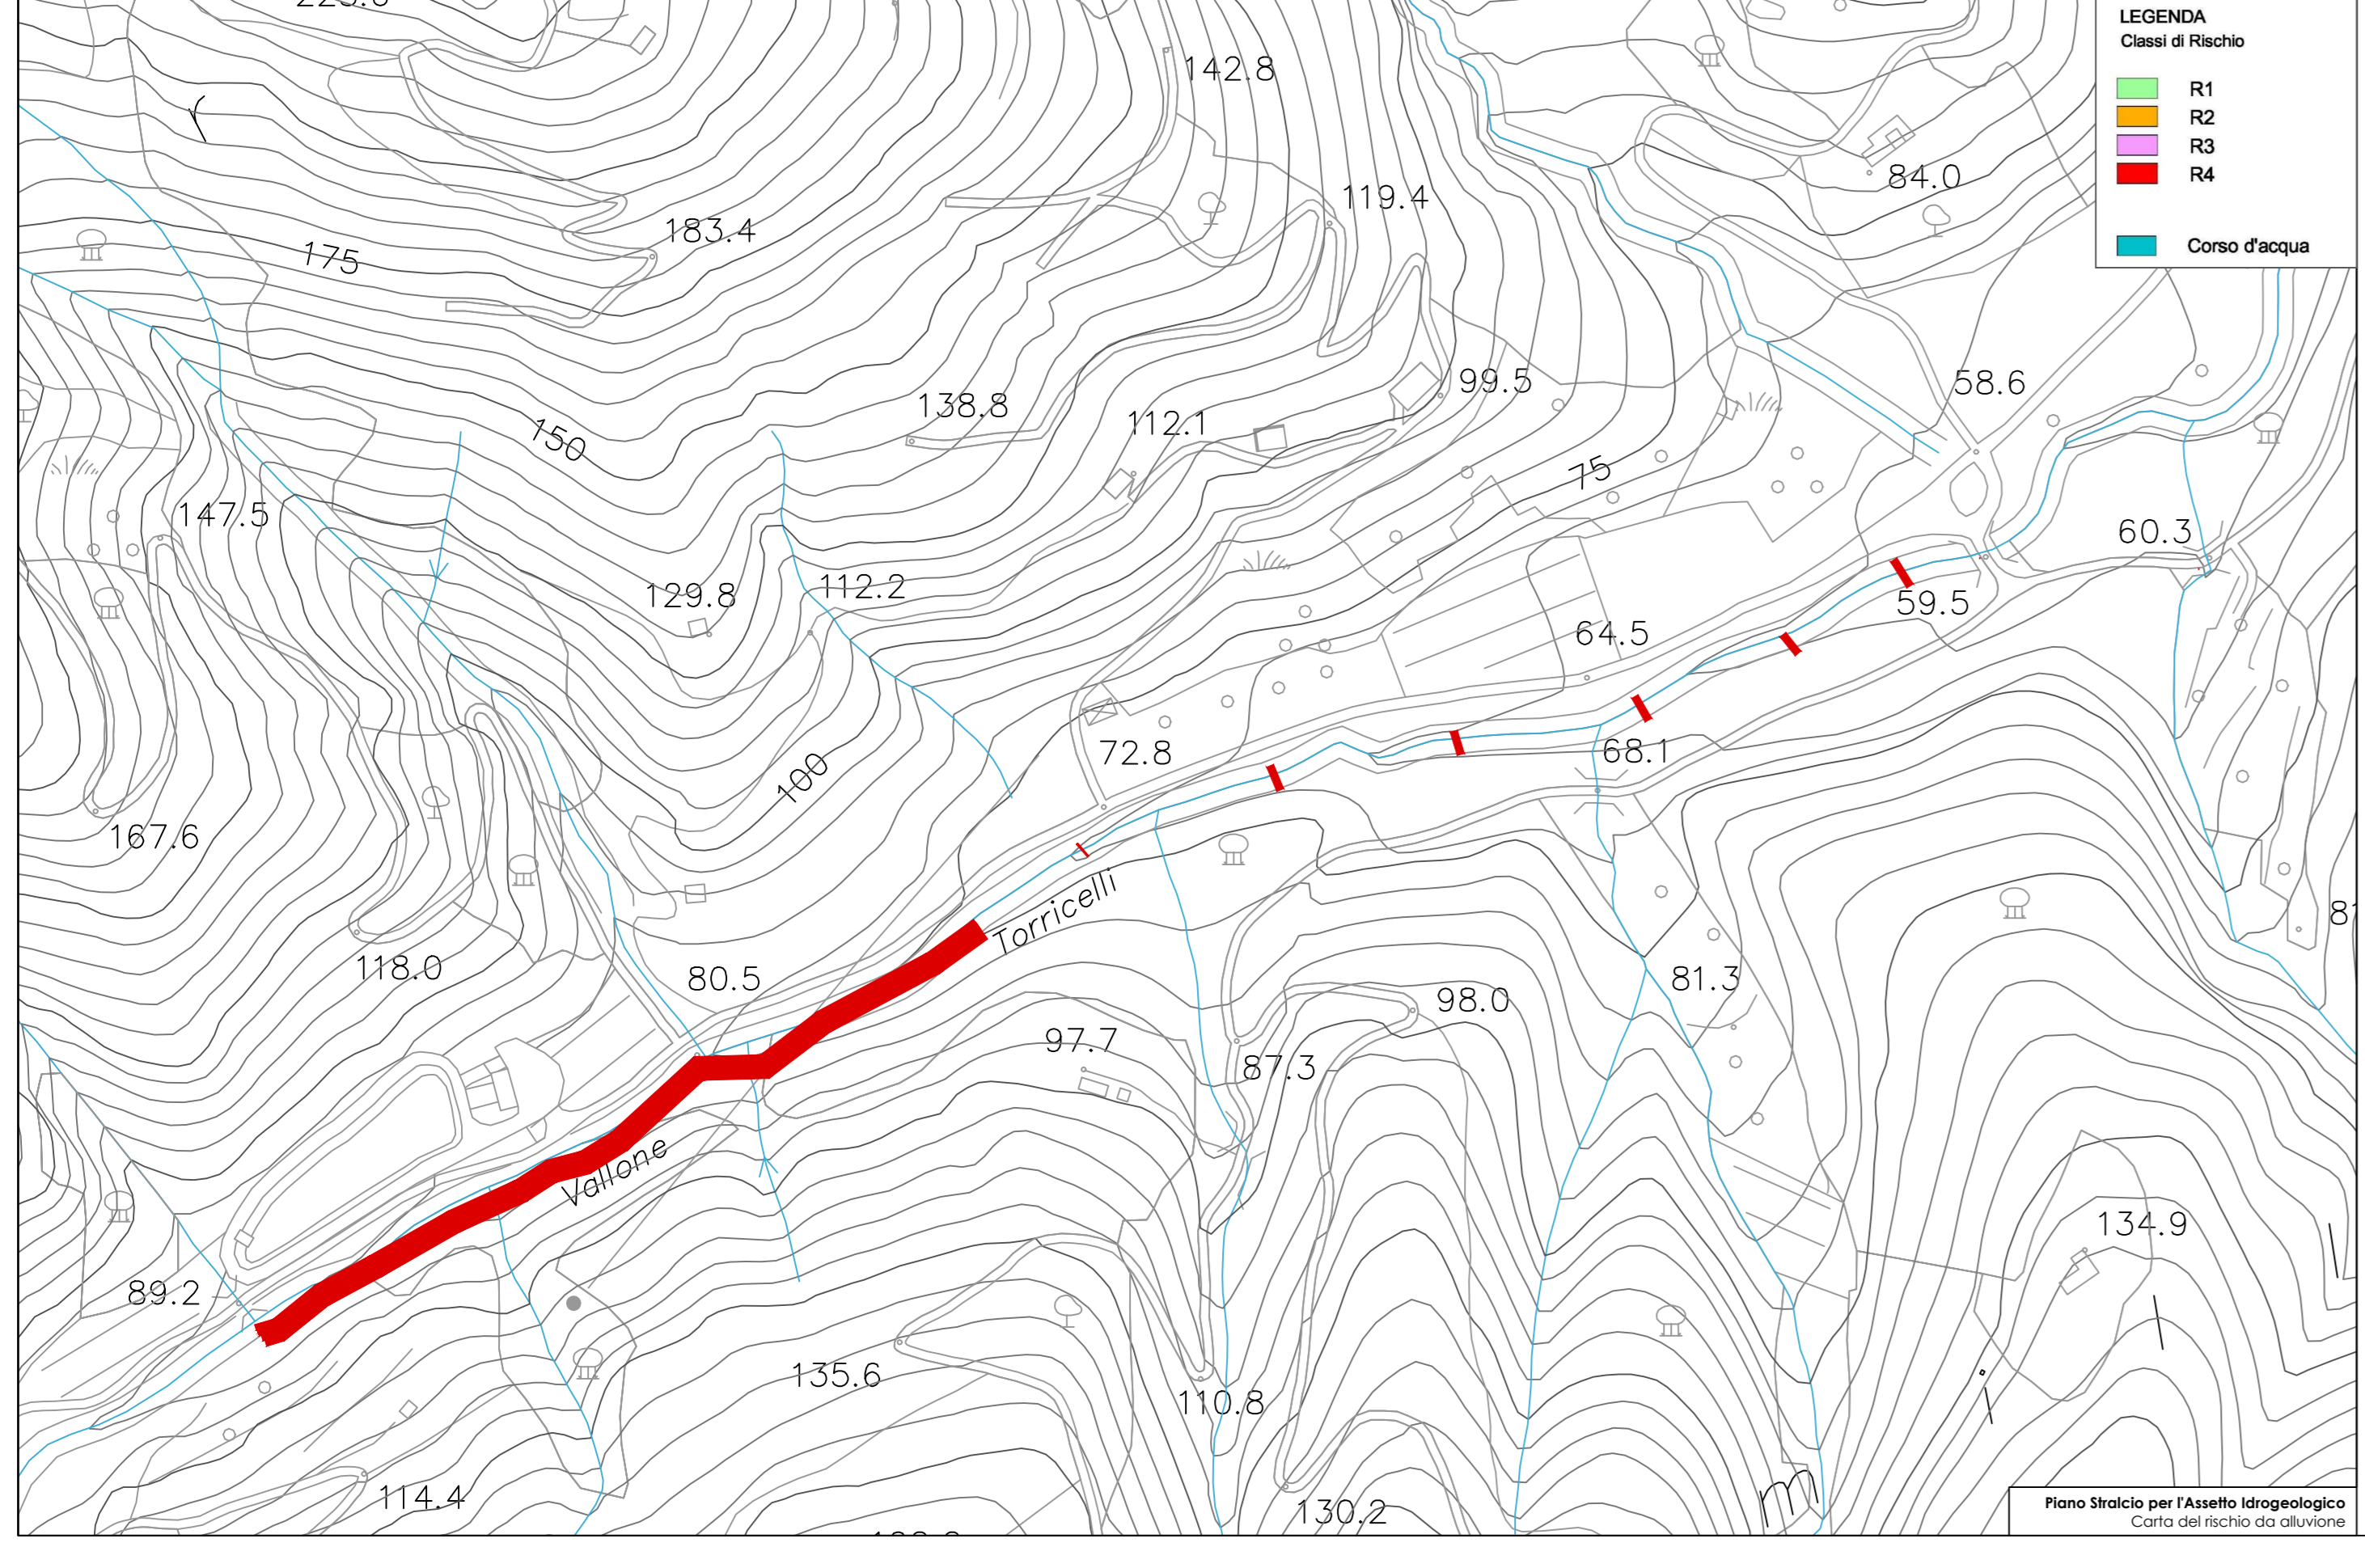 LEGENDA
Classi di Rischio
R1
R2
R3
R4
Corso d'acqua
142.8
119.4
84.0
183.4
175
58.6
99.5
138.8
112.1
150
75
147.5
60.3
129.8
112.2
59.5
64.5
72.8
68.1
100
167.6
Torricelli
118.0
80.5
81.3
98.0
97.7
87.3
Vallone
134.9
89.2
135.6
110.8
114.4
130.2
m
Piano Stralcio per l'Assetto Idrogeologico
Carta del rischio da alluvione